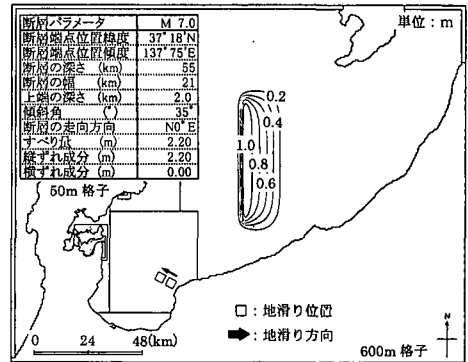 断層パラメータ M 7.0
断層端点位置緯度 37°18'N
断層端点位置傾度 137°75'E
断層の深さ (km) 55
断層の幅 (km) 21
上端の深さ (km) 2.0
傾斜角 (°) 35°
断層の走向方向 N0°E
すべり量 (m) 2.20
縦ずれ成分 (m) 2.20
横ずれ成分 (m) 0.00
単位:m
0.2
0.4
1.0
0.8
0.6
50m 格子
□:地滑り位置
➡:地滑り方向
N
0 24 48(km)
600m 格子